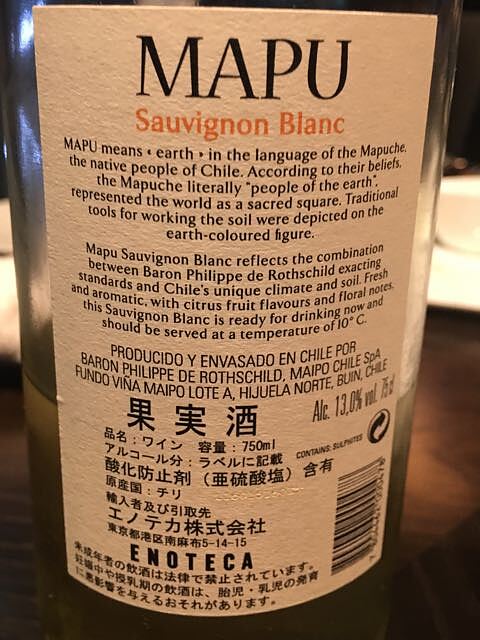 MAPU
Sauvignon Blanc
MAPU means « earth » in the language of the Mapuche,
the native people of Chile. According to their beliefs,
the Mapuche literally "people of the earth",
represented the world as a sacred square. Traditional
tools for working the soil were depicted on the
earth-coloured figure.
Mapu Sauvignon Blanc reflects the combination
between Baron Philippe de Rothschild exacting
standards and Chile's unique climate and soil. Fresh
and aromatic, with citrus fruit flavours and floral notes,
this Sauvignon Blanc is ready for drinking now and
should be served at a temperature of 10° C.
PRODUCIDO Y ENVASADO EN CHILE POR
BARON PHILIPPE DE ROTHSCHILD, MAIPO CHILE SpA
FUNDO VIÑA MAIPO LOTE A, HIJUELA NORTE, BUIN, CHILE
Alc. 13,0% vol. 75 cl
果実酒
品名：ワイン 容量：750ml
アルコール分：ラベルに記載
CONTAINS: SULPHITES
酸化防止剤（亜硫酸塩）含有
原産国：チリ
輸入者及び引取先
エノテカ株式会社
東京都港区南麻布5-14-15
ENOTECA
未成年者の飲酒は法律で禁止されています。
妊娠中や授乳期の飲酒は、胎児・乳児の発育
に悪影響を与えるおそれがあります。